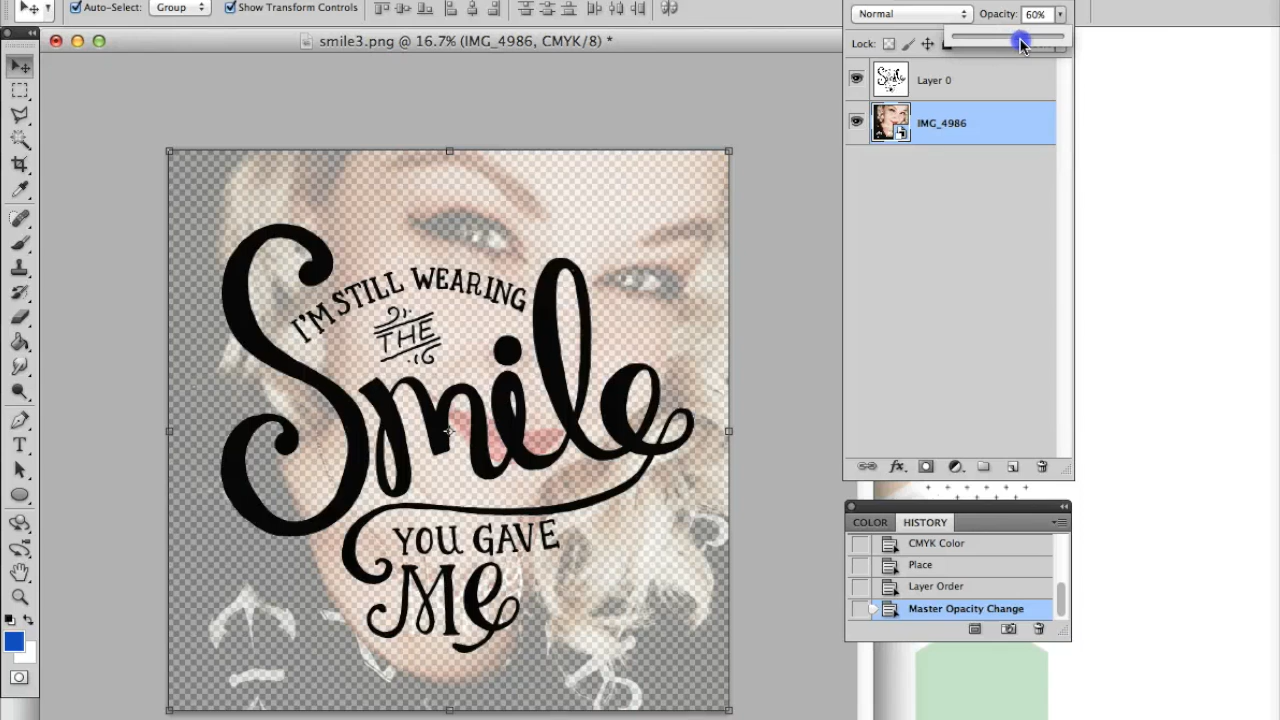 Auto-Select: Group Show Transform Controls
Normal Opacity: 60%
smile3.png @ 16.7% (IMG_4986, CMYK/8) *
Lock:
Layer 0
IMG_4986
I'M STILL WEARING
THE
Smile
YOU GAVE
ME
fx
COLOR HISTORY
CMYK Color
Place
Layer Order
Master Opacity Change
T